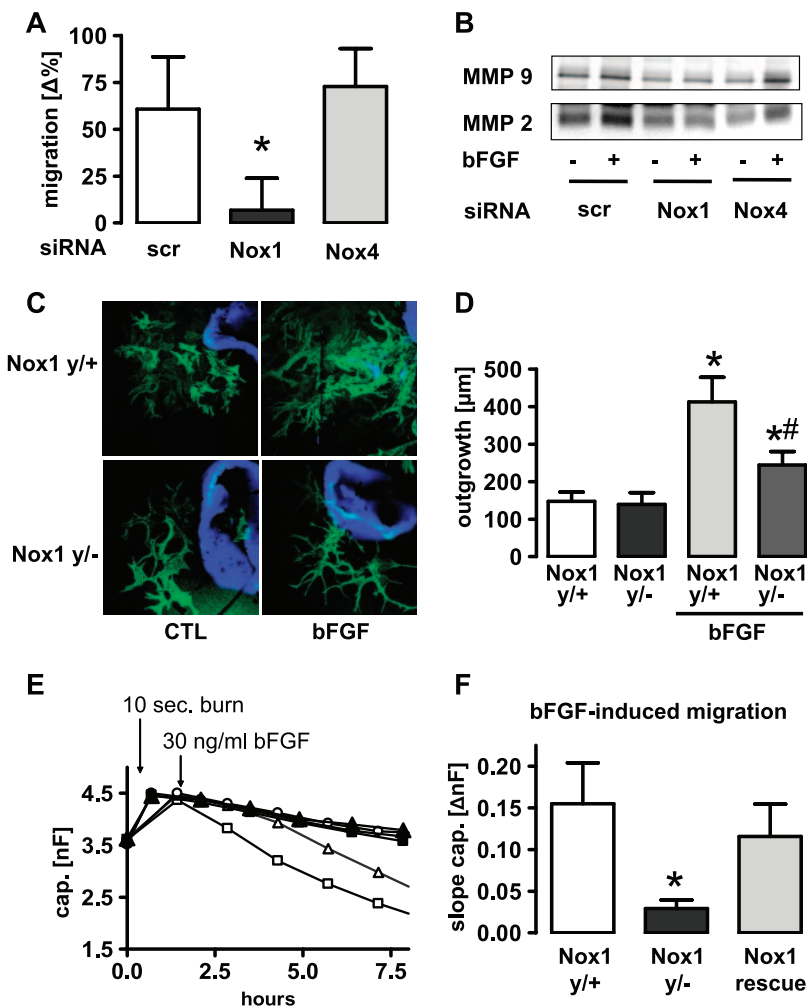 A
migration [Δ%]
100
75
50
25
0
*
siRNA scr Nox1 Nox4
B
MMP 9
MMP 2
bFGF - + - + - +
siRNA scr Nox1 Nox4
C
Nox1 y/+
Nox1 y/-
CTL bFGF
D
outgrowth [µm]
500
400
300
200
100
0
*
*#
Nox1 Nox1 Nox1 Nox1
y/+ y/- y/+ y/-
bFGF
E
10 sec. burn
30 ng/ml bFGF
cap. [nF]
4.5
3.5
2.5
1.5
0.0 2.5 5.0 7.5
hours
F
bFGF-induced migration
slope cap. [ΔnF]
0.20
0.15
0.10
0.05
0.00
*
Nox1 Nox1 Nox1
y/+ y/- rescue